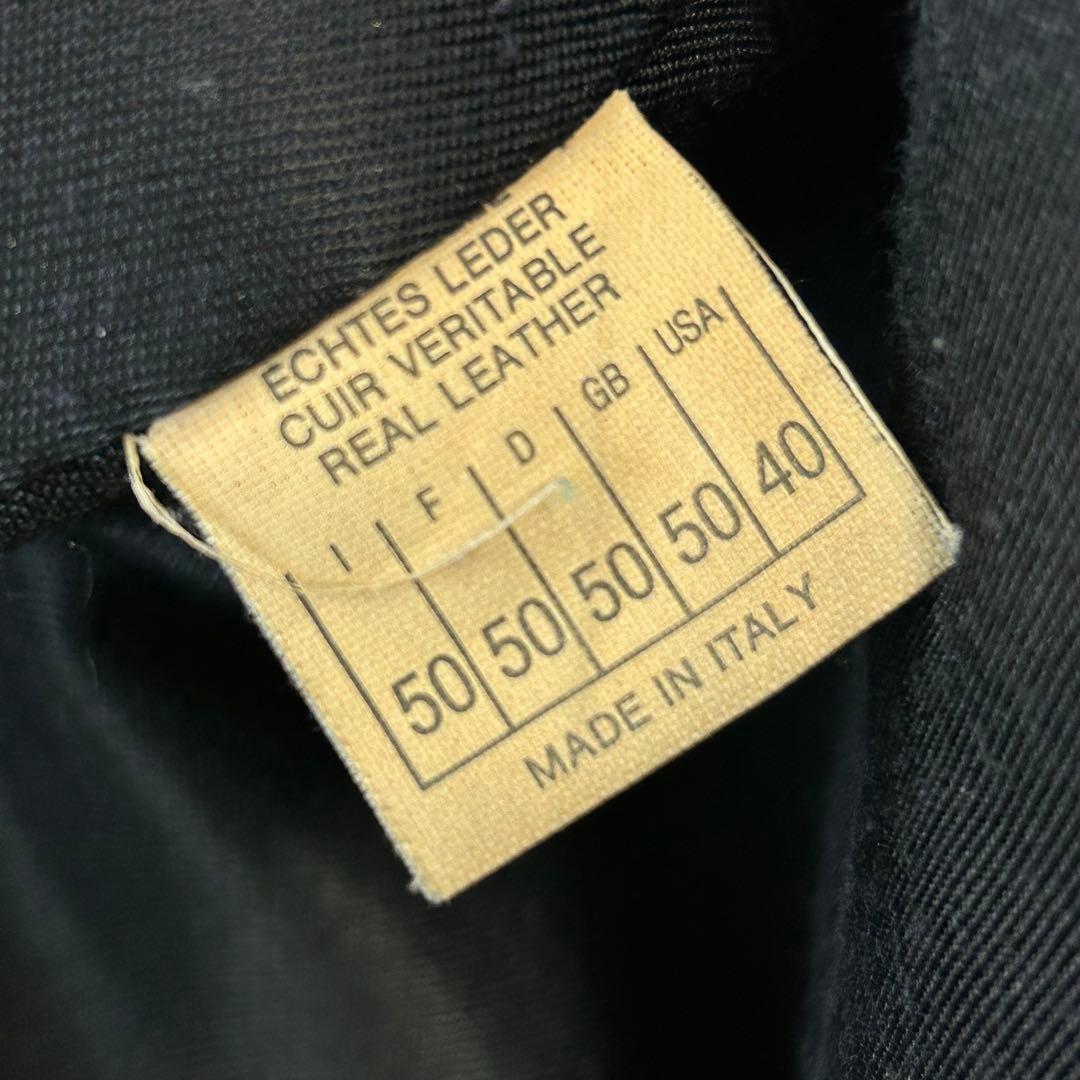 ECHTES LEDER
CUIR VERITABLE
REAL LEATHER
I F D GB USA
50 50 50 50 40
MADE IN ITALY